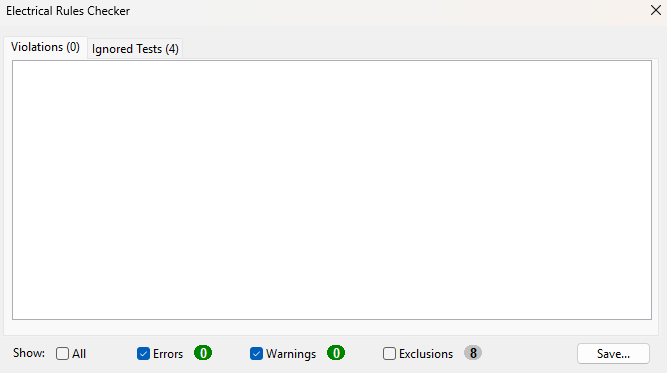 Electrical Rules Checker
Violations (0) Ignored Tests (4)
Show: All Errors 0 Warnings 0 Exclusions 8 Save...